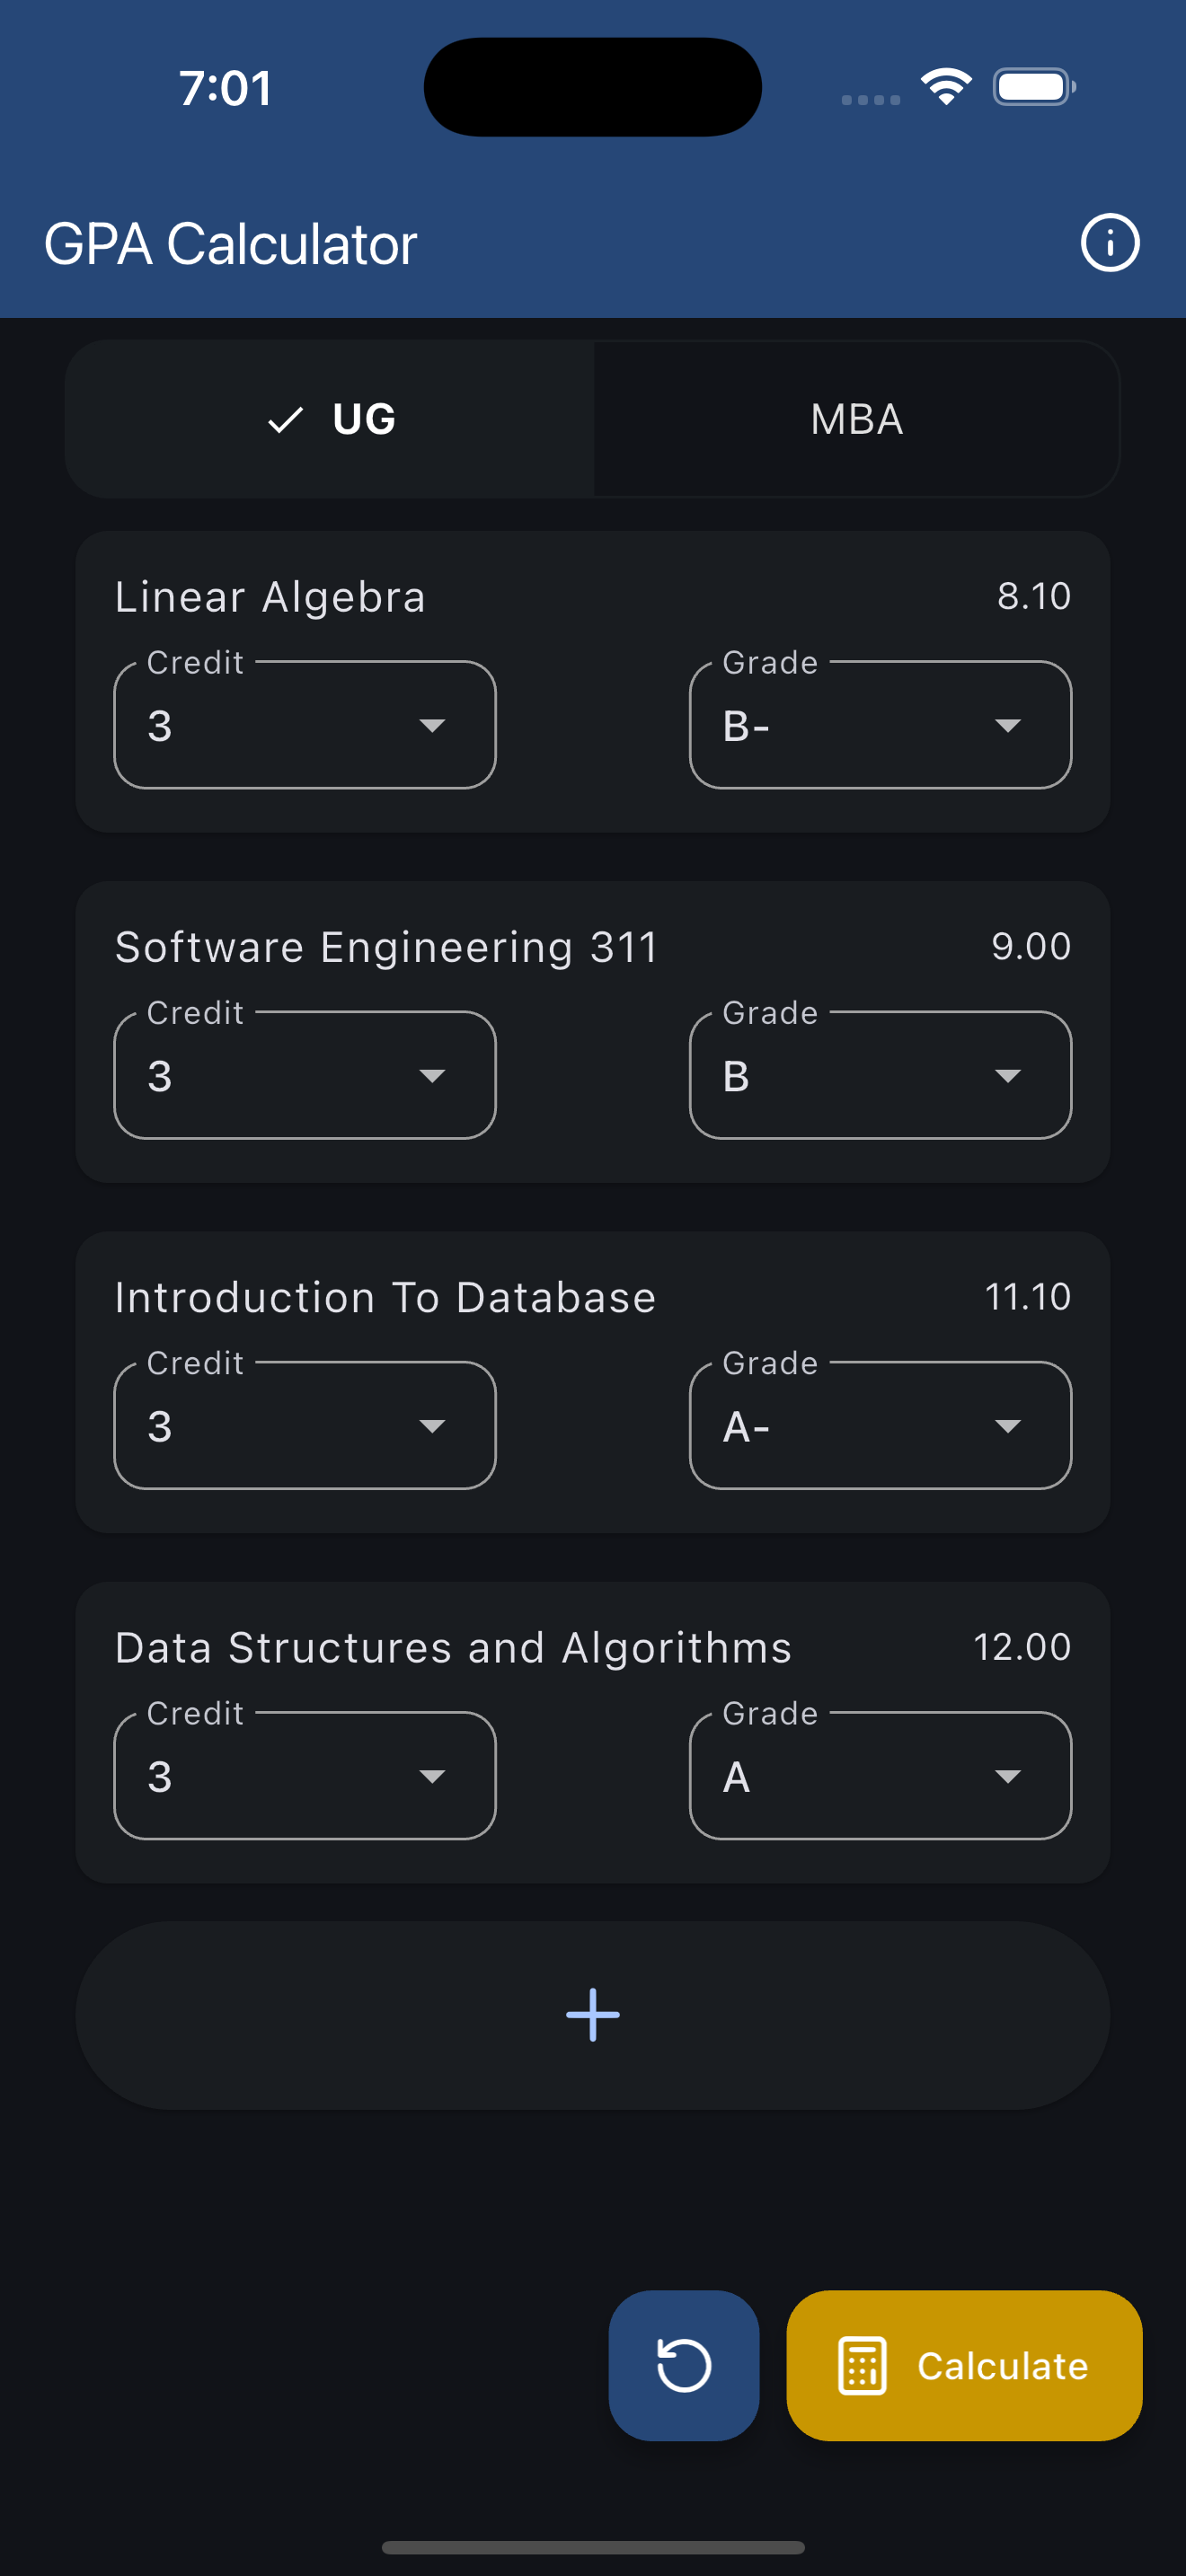 7:01
GPA Calculator
UG
MBA
Linear Algebra 8.10
Credit Grade
3 B-
Software Engineering 311 9.00
Credit Grade
3 B
Introduction To Database 11.10
Credit Grade
3 A-
Data Structures and Algorithms 12.00
Credit Grade
3 A
Calculate